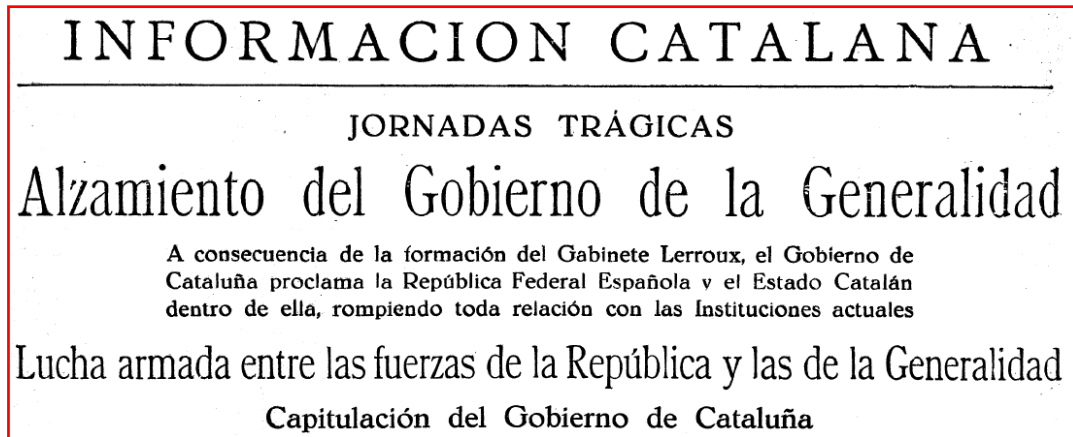 INFORMACION CATALANA
JORNADAS TRÁGICAS
Alzamiento del Gobierno de la Generalidad
A consecuencia de la formación del Gabinete Lerroux, el Gobierno de
Cataluña proclama la República Federal Española y el Estado Catalán
dentro de ella, rompiendo toda relación con las Instituciones actuales
Lucha armada entre las fuerzas de la República y las de la Generalidad
Capitulación del Gobierno de Cataluña